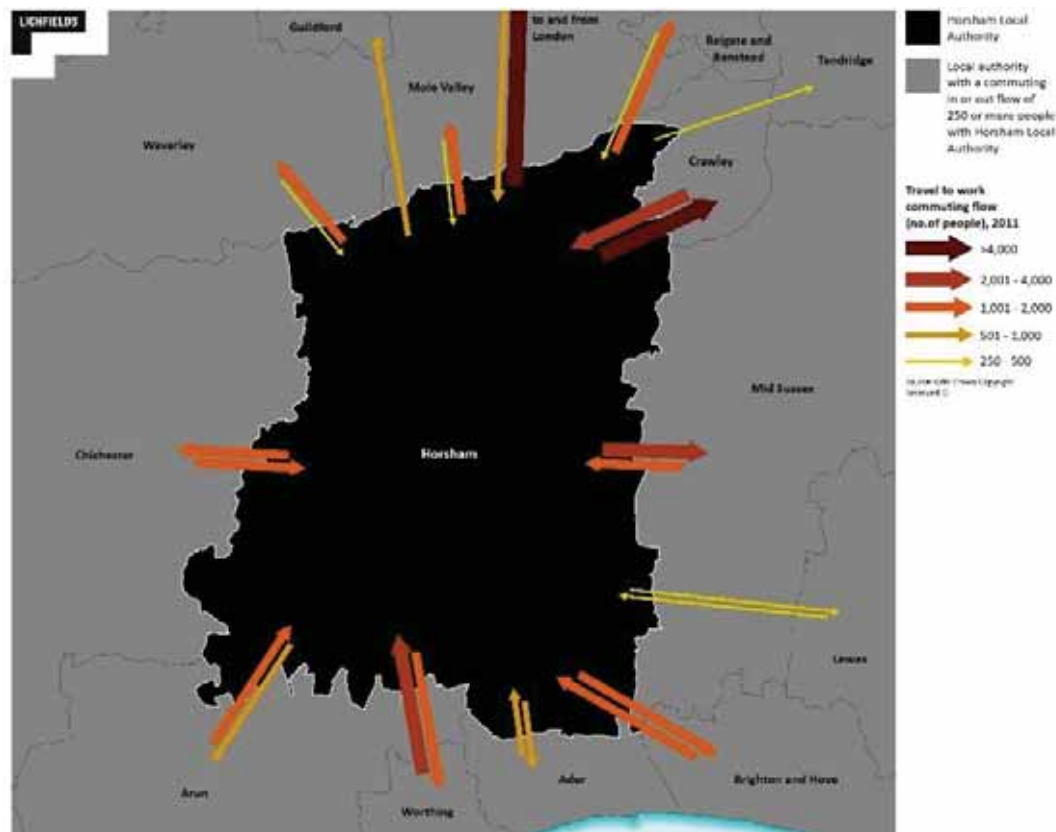 LICHFIELDS
Guildford
to and from
London
Reigate and
Banstead
Tandridge
Mole Valley
Waverley
Crawley
Chichester
Horsham
Mid Sussex
Lewes
Arun
Worthing
Adur
Brighton and Hove
Horsham Local
Authority
Local authority
with a commuting
in or out flow of
250 or more people
with Horsham Local
Authority
Travel to work
commuting flow
(no.of people), 2011
>4,000
2,001 - 4,000
1,001 - 2,000
501 - 1,000
250 - 500
Crown Copyright